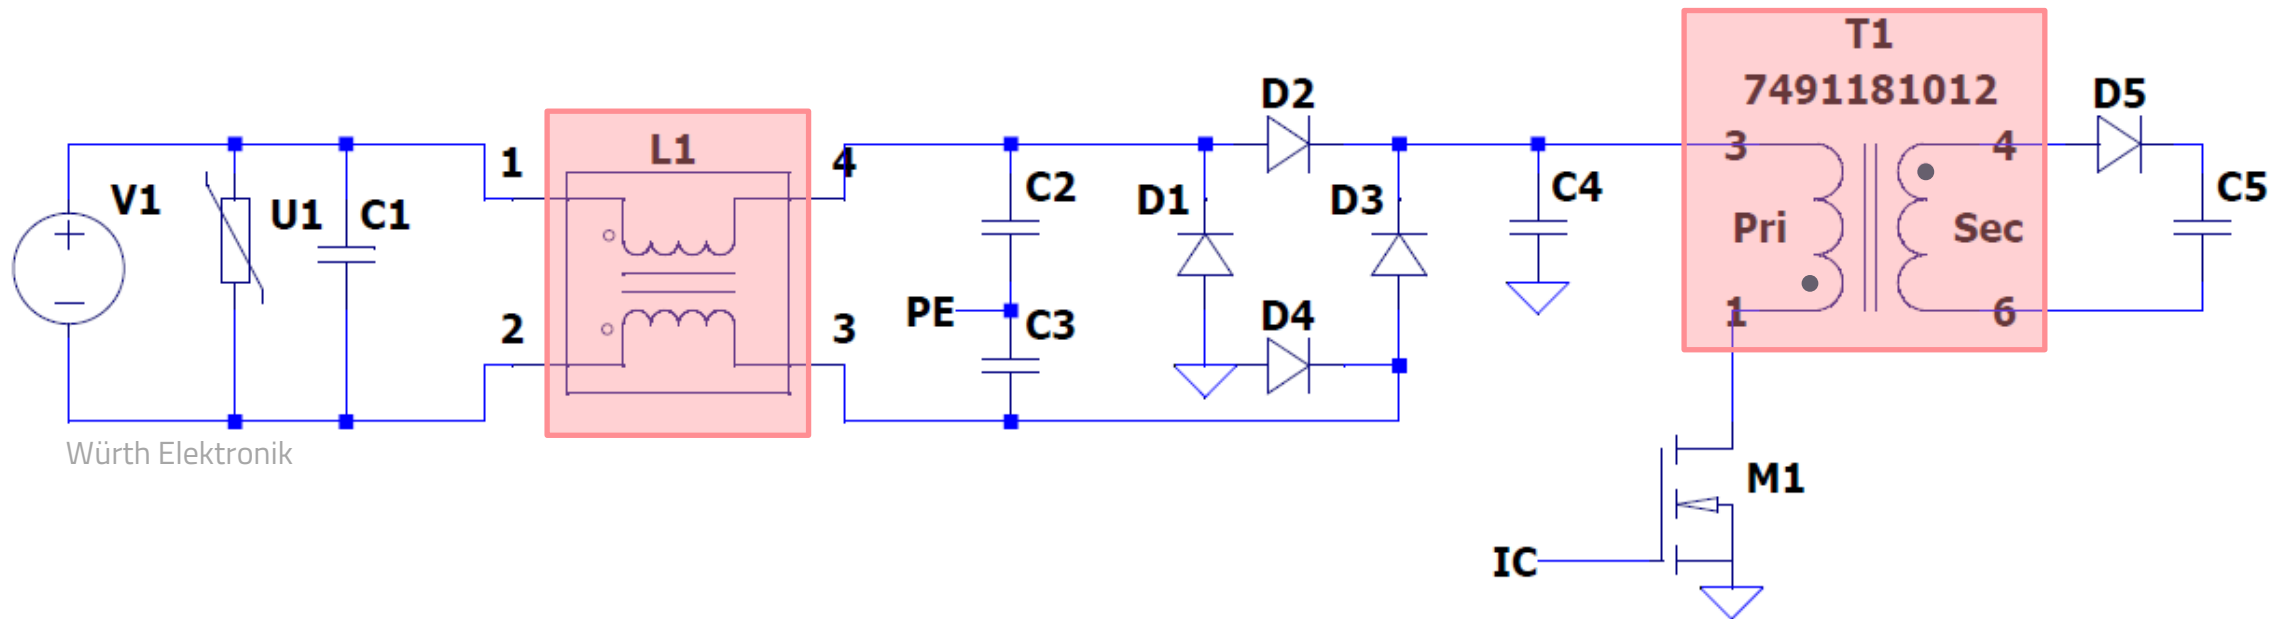 T1
7491181012
D2
D5
L1
1
4
3
4
V1
U1
C1
C2
D1
D3
C4
C5
Pri
Sec
PE
C3
D4
2
3
1
6
Würth Elektronik
M1
IC